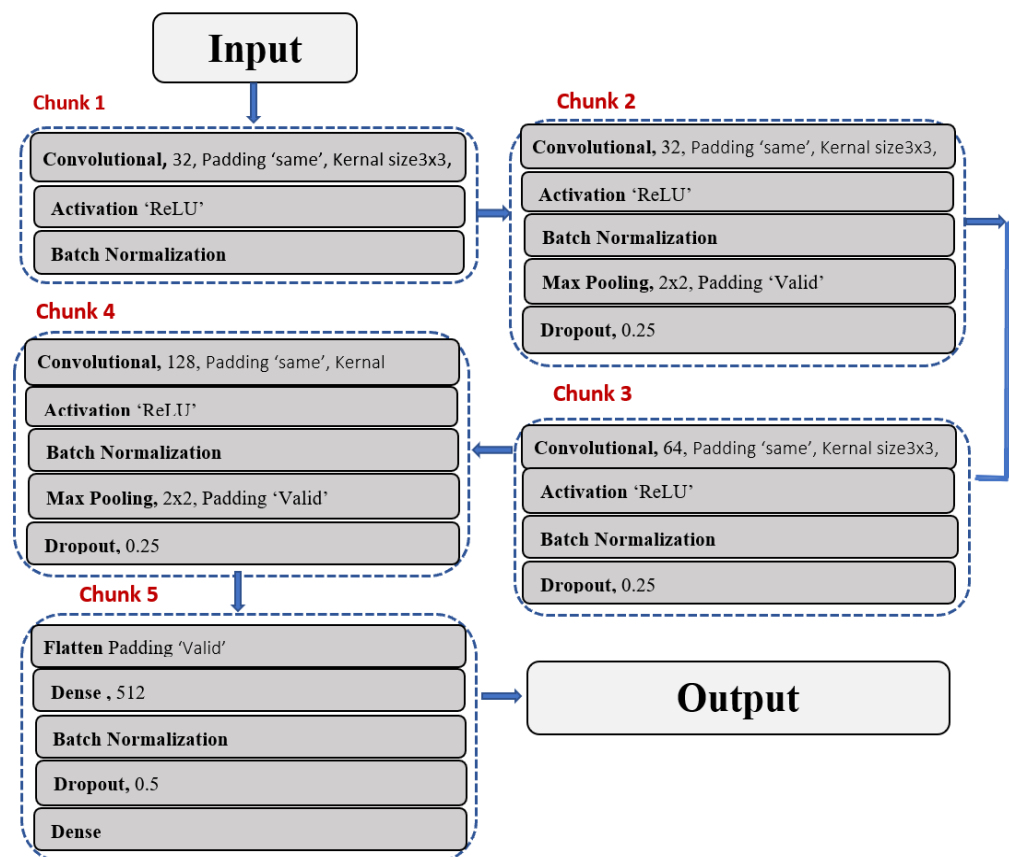 Input
Chunk 1
Convolutional, 32, Padding ‘same’, Kernal size3x3,
Activation ‘ReLU’
Batch Normalization
Chunk 2
Convolutional, 32, Padding ‘same’, Kernal size3x3,
Activation ‘ReLU’
Batch Normalization
Max Pooling, 2x2, Padding ‘Valid’
Dropout, 0.25
Chunk 3
Convolutional, 64, Padding ‘same’, Kernal size3x3,
Activation ‘ReLU’
Batch Normalization
Dropout, 0.25
Chunk 4
Convolutional, 128, Padding ‘same’, Kernal
Activation ‘ReLU’
Batch Normalization
Max Pooling, 2x2, Padding ‘Valid’
Dropout, 0.25
Chunk 5
Flatten Padding ‘Valid’
Dense , 512
Batch Normalization
Dropout, 0.5
Dense
Output